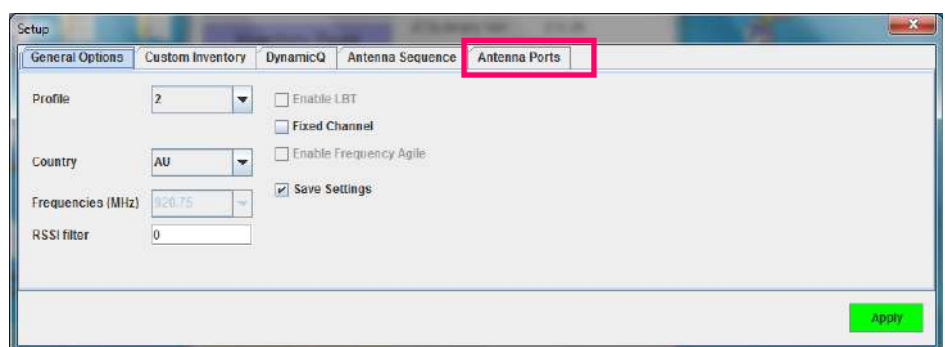 Setup
General Options Custom Inventory DynamicQ Antenna Sequence Antenna Ports
Profile 2 Enable LBT
Fixed Channel
Country AU Enable Frequency Agile
Save Settings
Frequencies (MHz) 920.75
RSSI filter 0
Apply